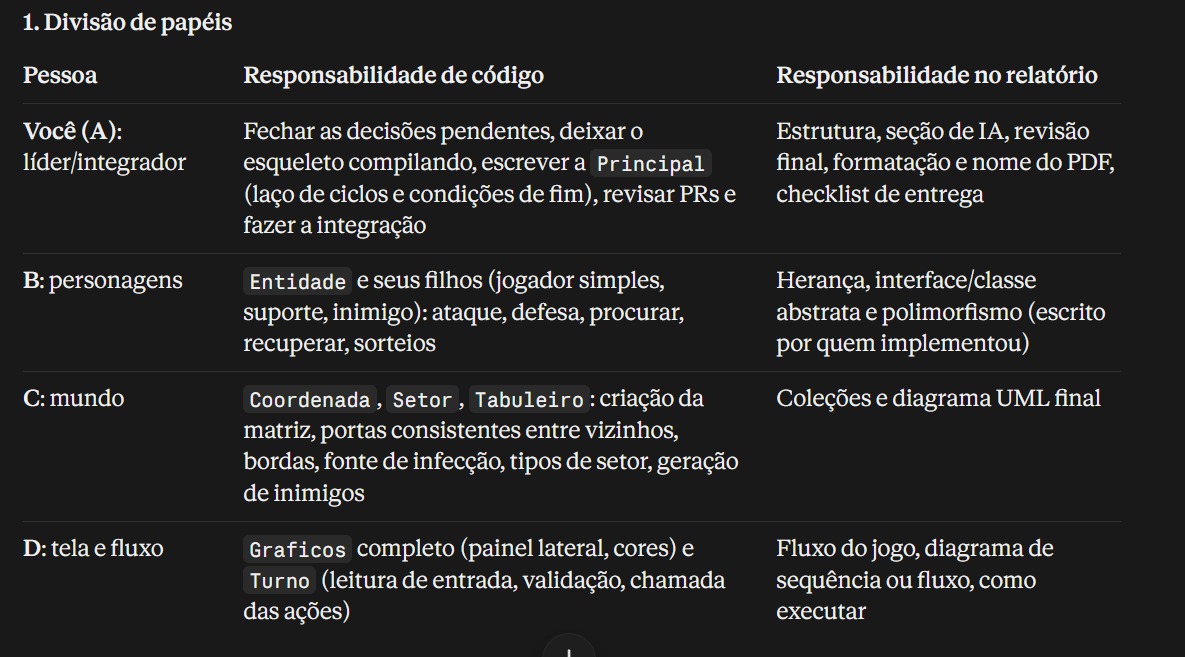 1. Divisão de papéis
Pessoa Responsabilidade de código Responsabilidade no relatório
Você (A):
líder/integrador
Fechar as decisões pendentes, deixar o
esqueleto compilando, escrever a Principal
(laço de ciclos e condições de fim), revisar PRs e
fazer a integração
Estrutura, seção de IA, revisão
final, formatação e nome do PDF,
checklist de entrega
B: personagens
Entidade e seus filhos (jogador simples,
suporte, inimigo): ataque, defesa, procurar,
recuperar, sorteios
Herança, interface/classe
abstrata e polimorfismo (escrito
por quem implementou)
C: mundo
Coordenada, Setor, Tabuleiro: criação da
matriz, portas consistentes entre vizinhos,
bordas, fonte de infecção, tipos de setor, geração
de inimigos
Coleções e diagrama UML final
D: tela e fluxo
Graficos completo (painel lateral, cores) e
Turno (leitura de entrada, validação, chamada
das ações)
Fluxo do jogo, diagrama de
sequência ou fluxo, como
executar